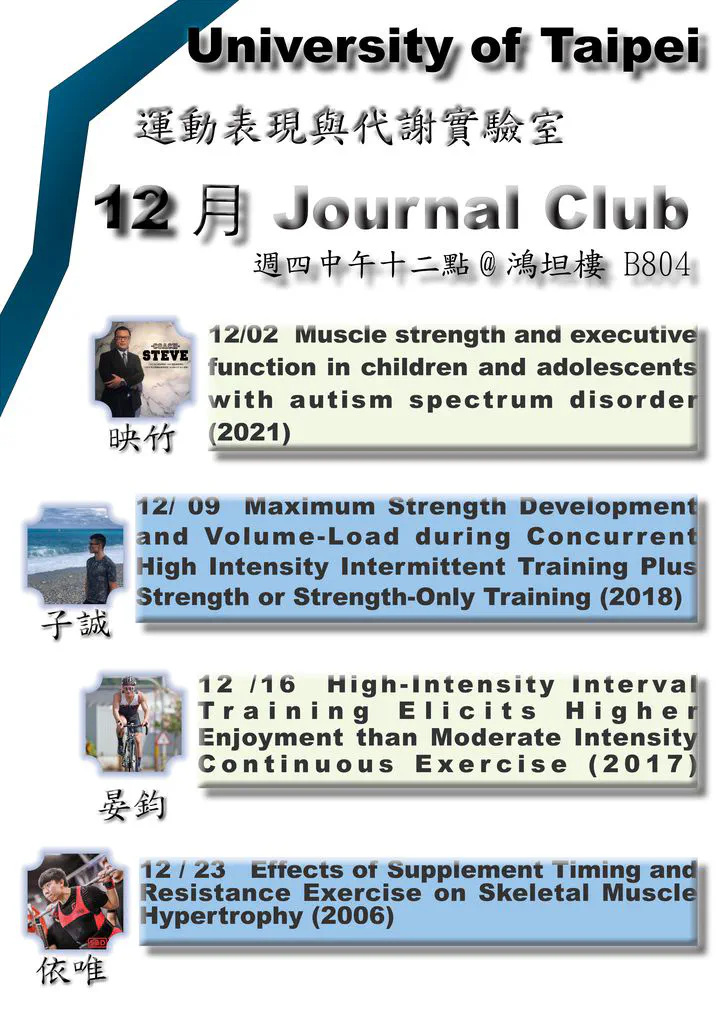 University of Taipei
運動表現與代謝實驗室
12 月 Journal Club
週四中午十二點@鴻坦樓 B804
COACH
STEVE
映竹
12/02 Muscle strength and executive
function in children and adolescents
with autism spectrum disorder
(2021)
子誠
12/ 09 Maximum Strength Development
and Volume-Load during Concurrent
High Intensity Intermittent Training Plus
Strength or Strength-Only Training (2018)
晏鈞
12 /16 High-Intensity Interval
Training Elicits Higher
Enjoyment than Moderate Intensity
Continuous Exercise (2017)
SBD
依唯
12 / 23 Effects of Supplement Timing and
Resistance Exercise on Skeletal Muscle
Hypertrophy (2006)